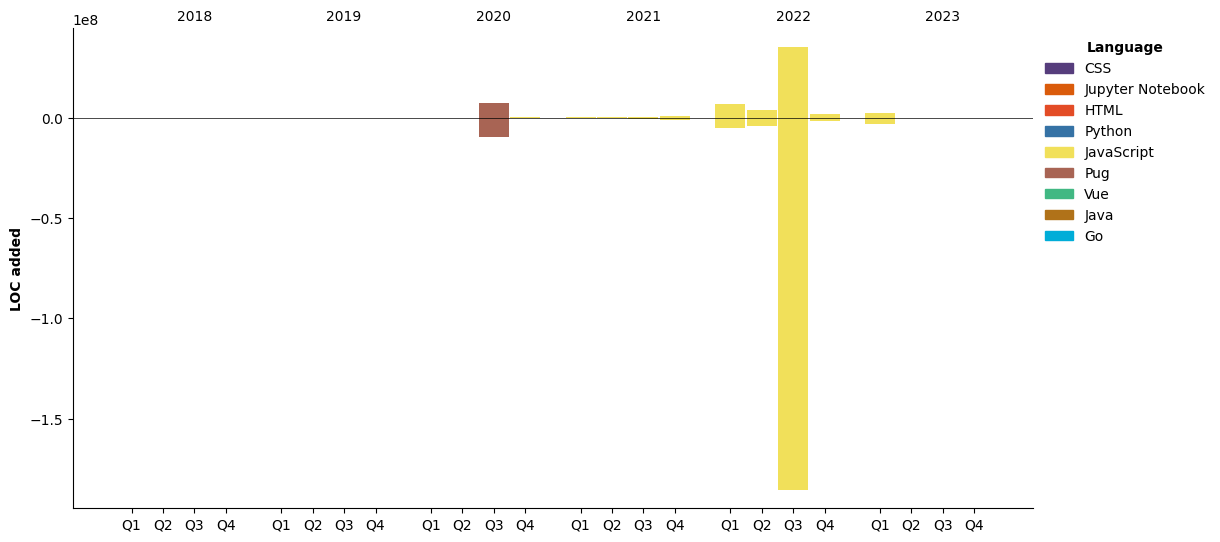 1e8
2018 2019 2020 2021 2022 2023
LOC added
0.0
−0.5
−1.0
−1.5
Q1 Q2 Q3 Q4 Q1 Q2 Q3 Q4 Q1 Q2 Q3 Q4 Q1 Q2 Q3 Q4 Q1 Q2 Q3 Q4 Q1 Q2 Q3 Q4
Language
CSS
Jupyter Notebook
HTML
Python
JavaScript
Pug
Vue
Java
Go